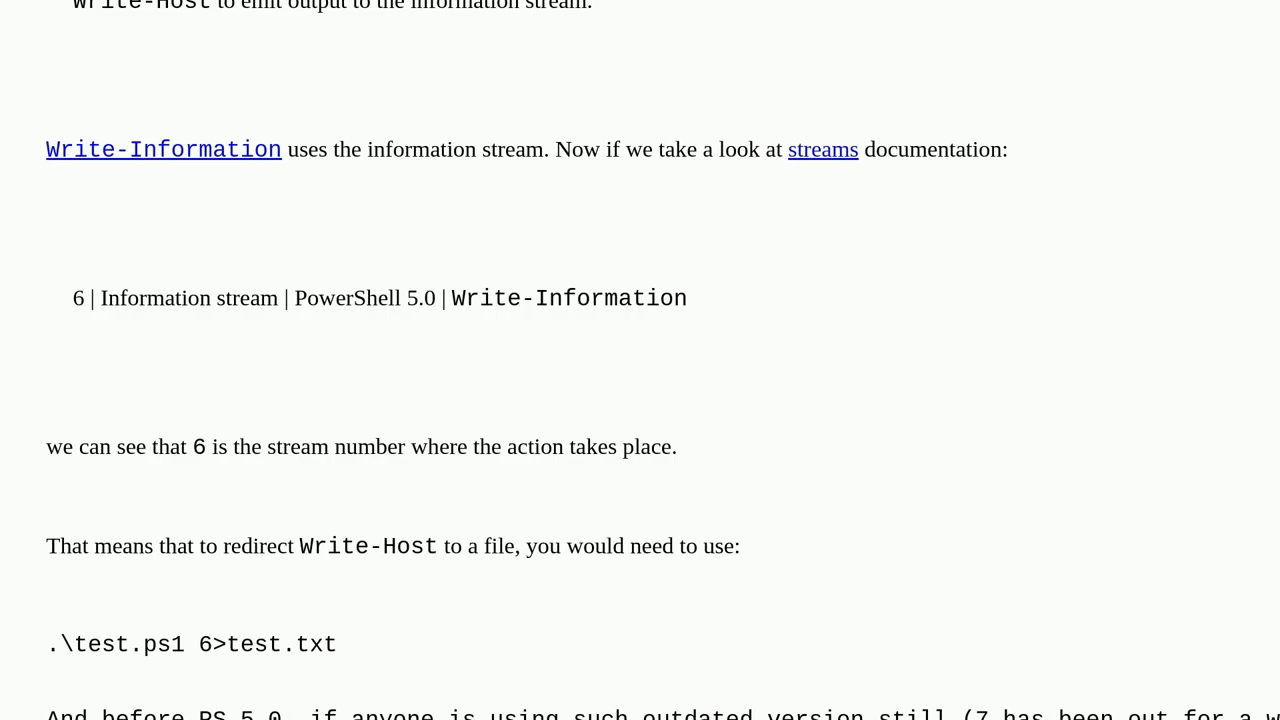 Write-Host to emit output to the information stream.
Write-Information uses the information stream. Now if we take a look at streams documentation:
6 | Information stream | PowerShell 5.0 | Write-Information
we can see that 6 is the stream number where the action takes place.
That means that to redirect Write-Host to a file, you would need to use:
.\test.ps1 6>test.txt
And before PS 5.0, if anyone is using such outdated version still (7 has been out for a w